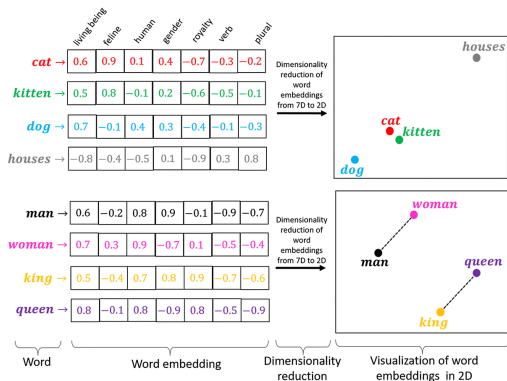 living being feline human gender royalty verb plural
cat → 0.6 0.9 0.1 0.4 −0.7 −0.3 −0.2
kitten → 0.5 0.8 −0.1 0.2 −0.6 −0.5 −0.1
dog → 0.7 −0.1 0.4 0.3 −0.4 −0.1 −0.3
houses → −0.8 −0.4 −0.5 0.1 −0.9 0.3 0.8
Dimensionality
reduction of
word
embeddings
from 7D to 2D
houses
cat
kitten
dog
man → 0.6 −0.2 0.8 0.9 −0.1 −0.9 −0.7
woman → 0.7 0.3 0.9 −0.7 0.1 −0.5 −0.4
king → 0.5 −0.4 0.7 0.8 0.9 −0.7 −0.6
queen → 0.8 −0.1 0.8 −0.9 0.8 −0.5 −0.9
Dimensionality
reduction of
word
embeddings
from 7D to 2D
woman
man
queen
king
Word
Word embedding
Dimensionality
reduction
Visualization of word
embeddings in 2D